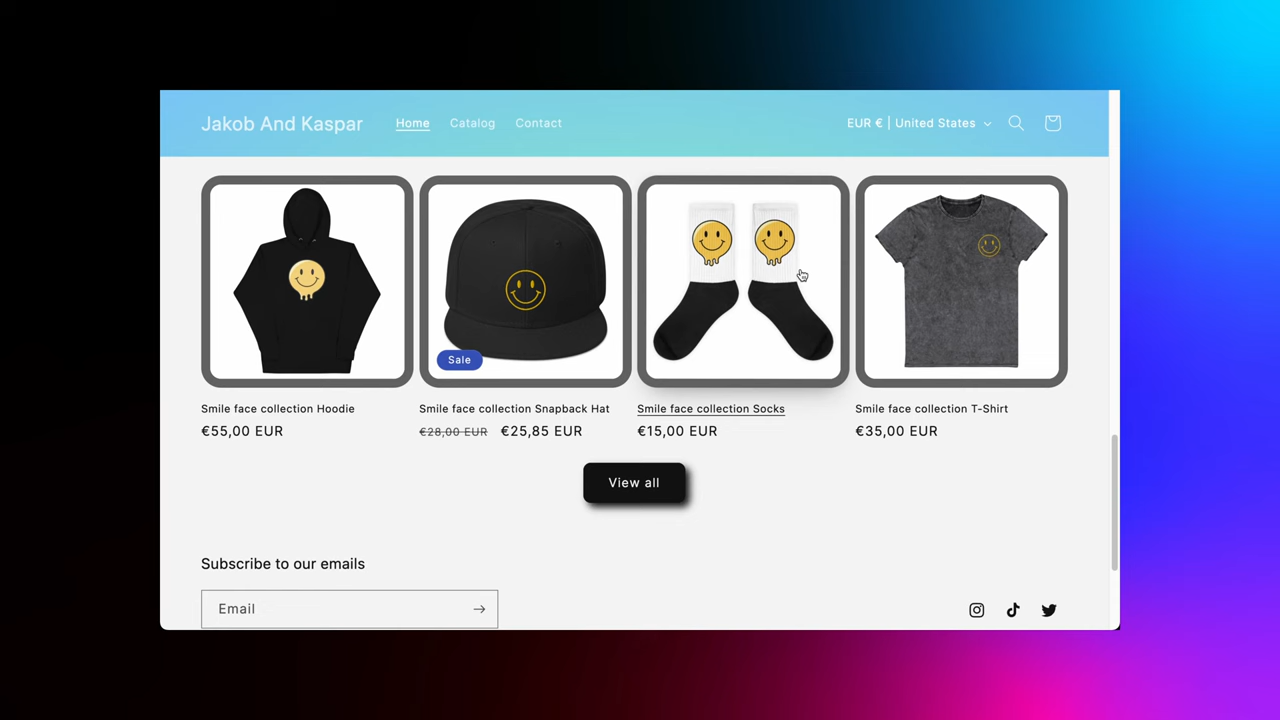 Jakob And Kaspar Home Catalog Contact EUR € | United States
Sale
Smile face collection Hoodie
€55,00 EUR
Smile face collection Snapback Hat
€28,00 EUR €25,85 EUR
Smile face collection Socks
€15,00 EUR
Smile face collection T-Shirt
€35,00 EUR
View all
Subscribe to our emails
Email